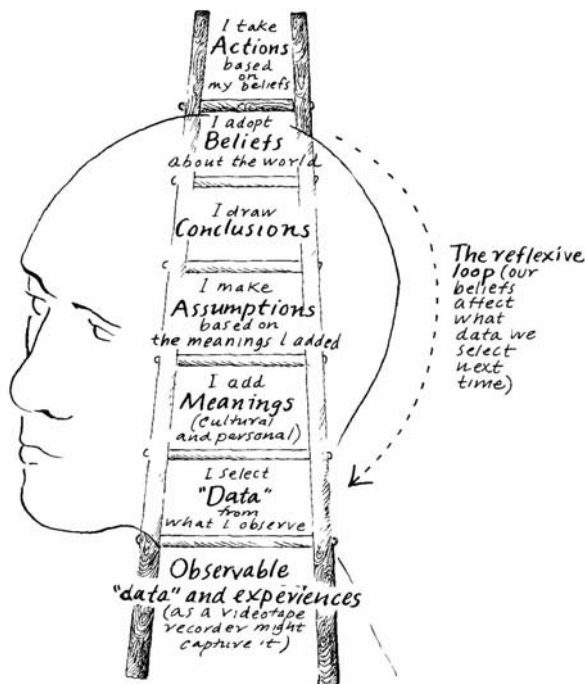 I take
Actions
based
on
my beliefs
I adopt
Beliefs
about the world
I draw
Conclusions
I make
Assumptions
based on
the meanings I added
I add
Meanings
(cultural
and personal)
I select
"Data"
from
what I observe
Observable
"data" and experiences
(as a videotape
recorder might
capture it)
The reflexive
loop (our
beliefs
affect
what
data we
select
next
time)